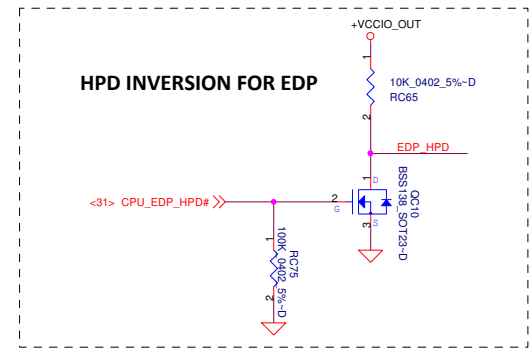 +VCCIO_OUT
1
HPD INVERSION FOR EDP
10K_0402_5%~D
RC65
2
EDP_HPD
1
D
<31> CPU_EDP_HPD#
2
G
S
3
QC10
BSS138_SOT23~D
1
RC75
100K_0402_5%~D
2